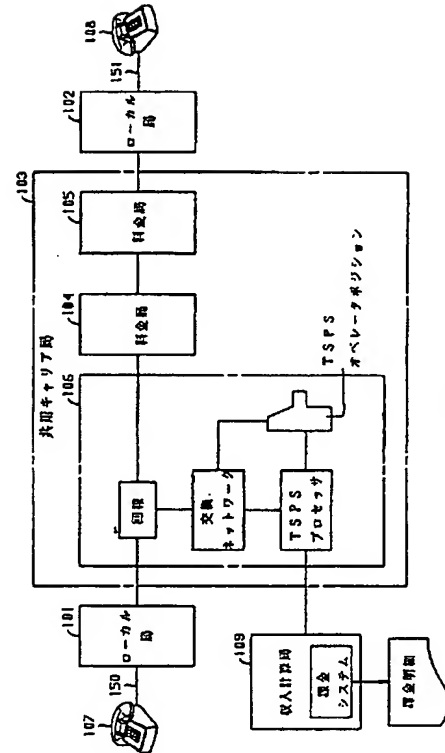 108
151
102
ローカル
局
103
共用キャリア局
105
料金局
104
料金局
106
回線
交換
ネットワーク
TSPS
プロセッサ
TSPS
オペレータポジション
101
ローカル
局
150
107
109
収入計算局
課金
システム
課金明細